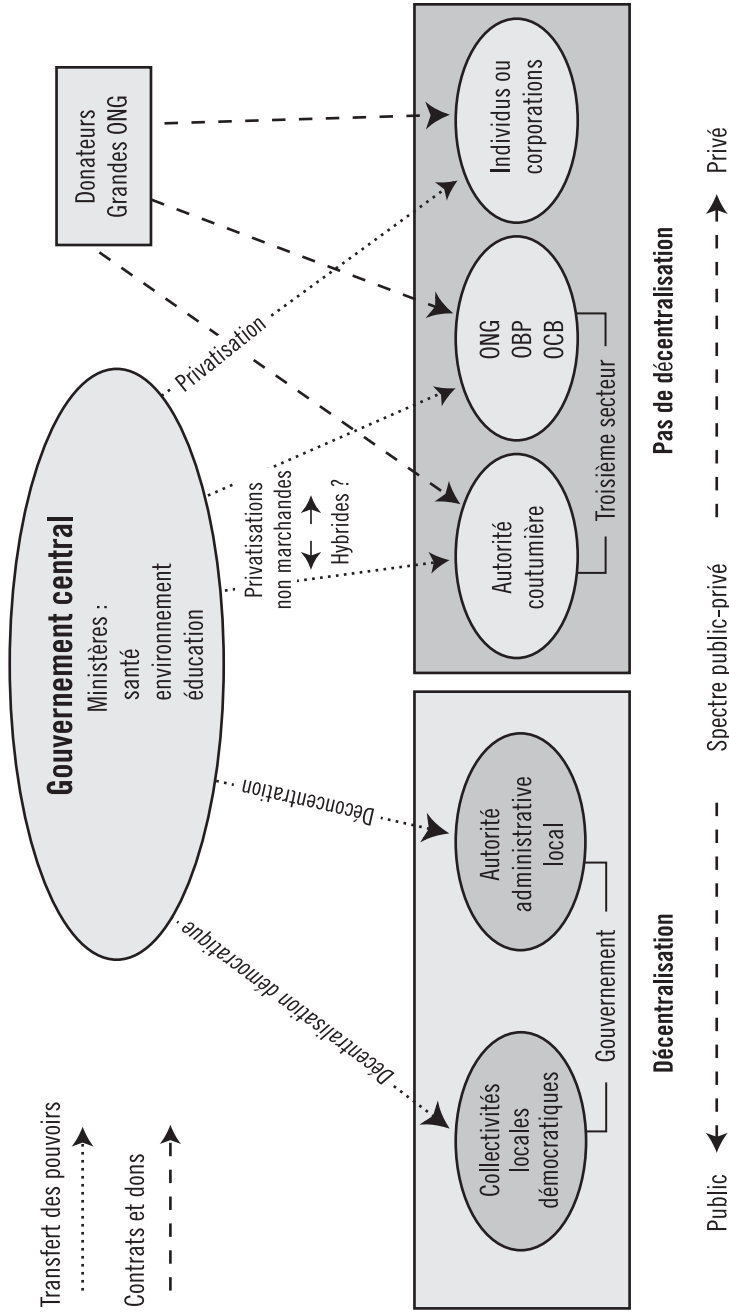 Transfert des pouvoirs
Contrats et dons
Gouvernement central
Ministères :
santé
environnement
éducation
Donateurs
Grandes ONG
Décentralisation démocratique
Déconcentration
Privatisations
non marchandes
Hybrides ?
Privatisation
Collectivités
locales
démocratiques
Autorité
administrative
local
Gouvernement
Autorité
coutumière
ONG
OBP
OCB
Individus ou
corporations
Troisième secteur
Décentralisation
Pas de décentralisation
Public
Spectre public-privé
Privé